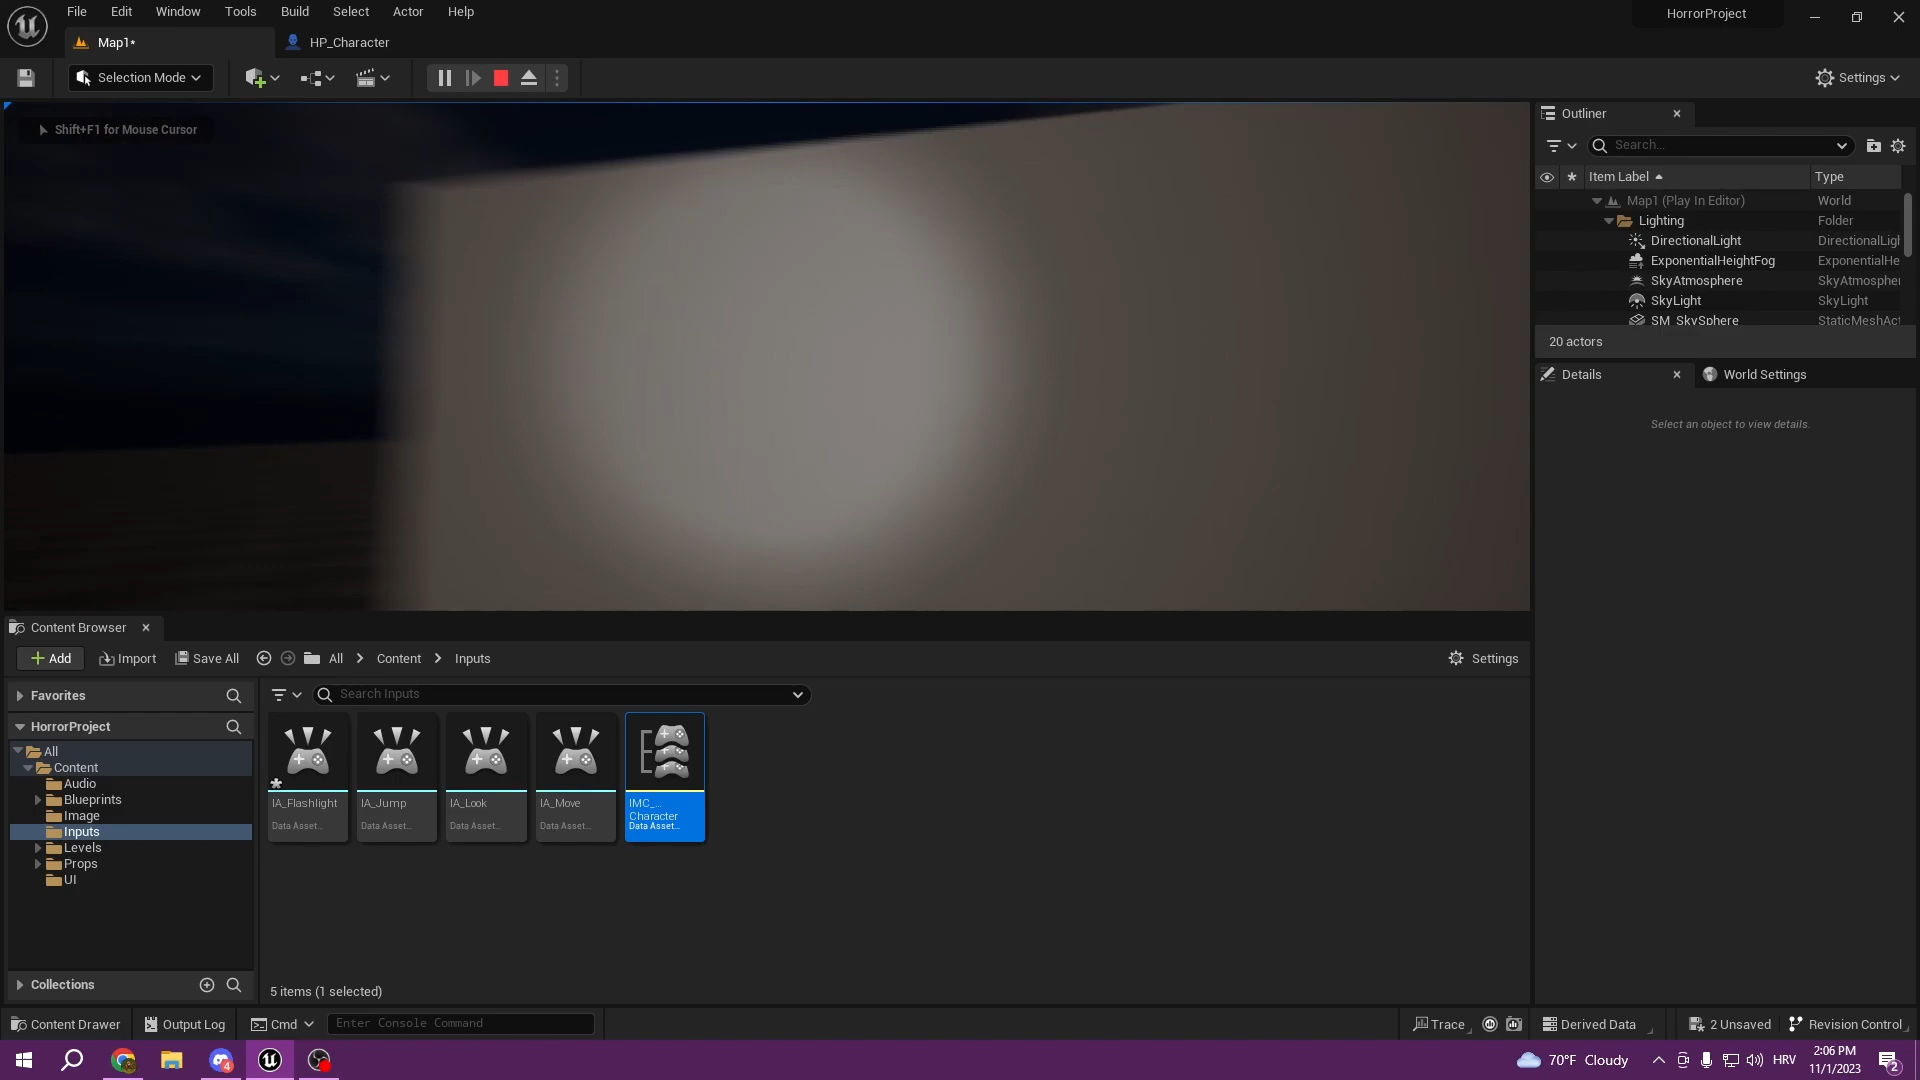 File Edit Window Tools Build Select Actor Help
HorrorProject
Map1*
HP_Character
Selection Mode
Settings
Shift+F1 for Mouse Cursor
Outliner
Search...
Item Label
Type
Map1 (Play In Editor) World
Lighting Folder
DirectionalLight DirectionalLigh
ExponentialHeightFog ExponentialHe
SkyAtmosphere SkyAtmospher
SkyLight SkyLight
SM_SkySphere StaticMeshAct
20 actors
Details
World Settings
Select an object to view details.
Content Browser
Add
Import
Save All
All
Content
Inputs
Settings
Favorites
Search Inputs
HorrorProject
All
Content
Audio
Blueprints
Image
Inputs
Levels
Props
UI
IA_Flashlight
Data Asset...
IA_Jump
Data Asset...
IA_Look
Data Asset...
IA_Move
Data Asset...
IMC_...
Character
Data Asset...
Collections
5 items (1 selected)
Content Drawer
Output Log
Cmd
Enter Console Command
Trace
Derived Data
2 Unsaved
Revision Control
4
70°F Cloudy
HRV
2:06 PM
11/1/2023
2